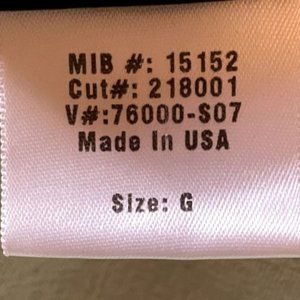 MIB #: 15152
Cut#: 218001
V#:76000-S07
Made In USA
Size: G